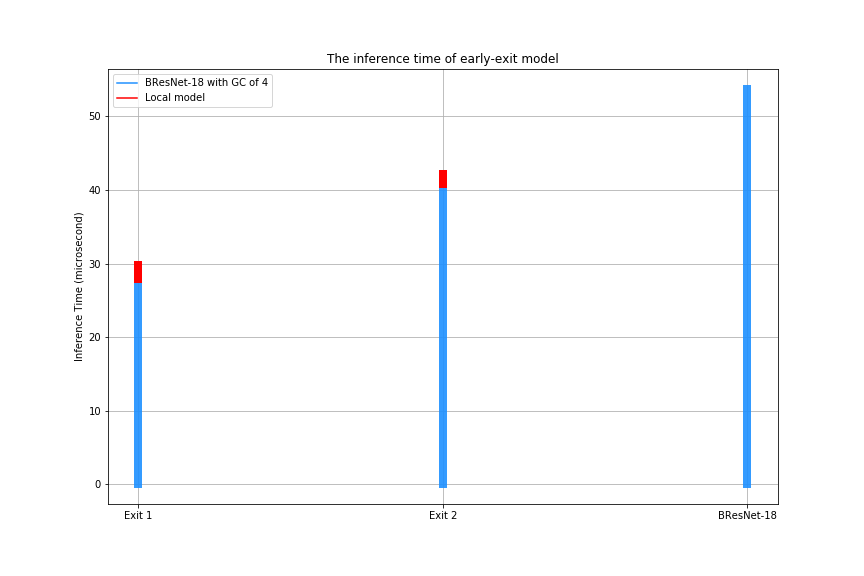 The inference time of early-exit model
BResNet-18 with GC of 4
Local model
Inference Time (microsecond)
50
40
30
20
10
0
Exit 1
Exit 2
BResNet-18